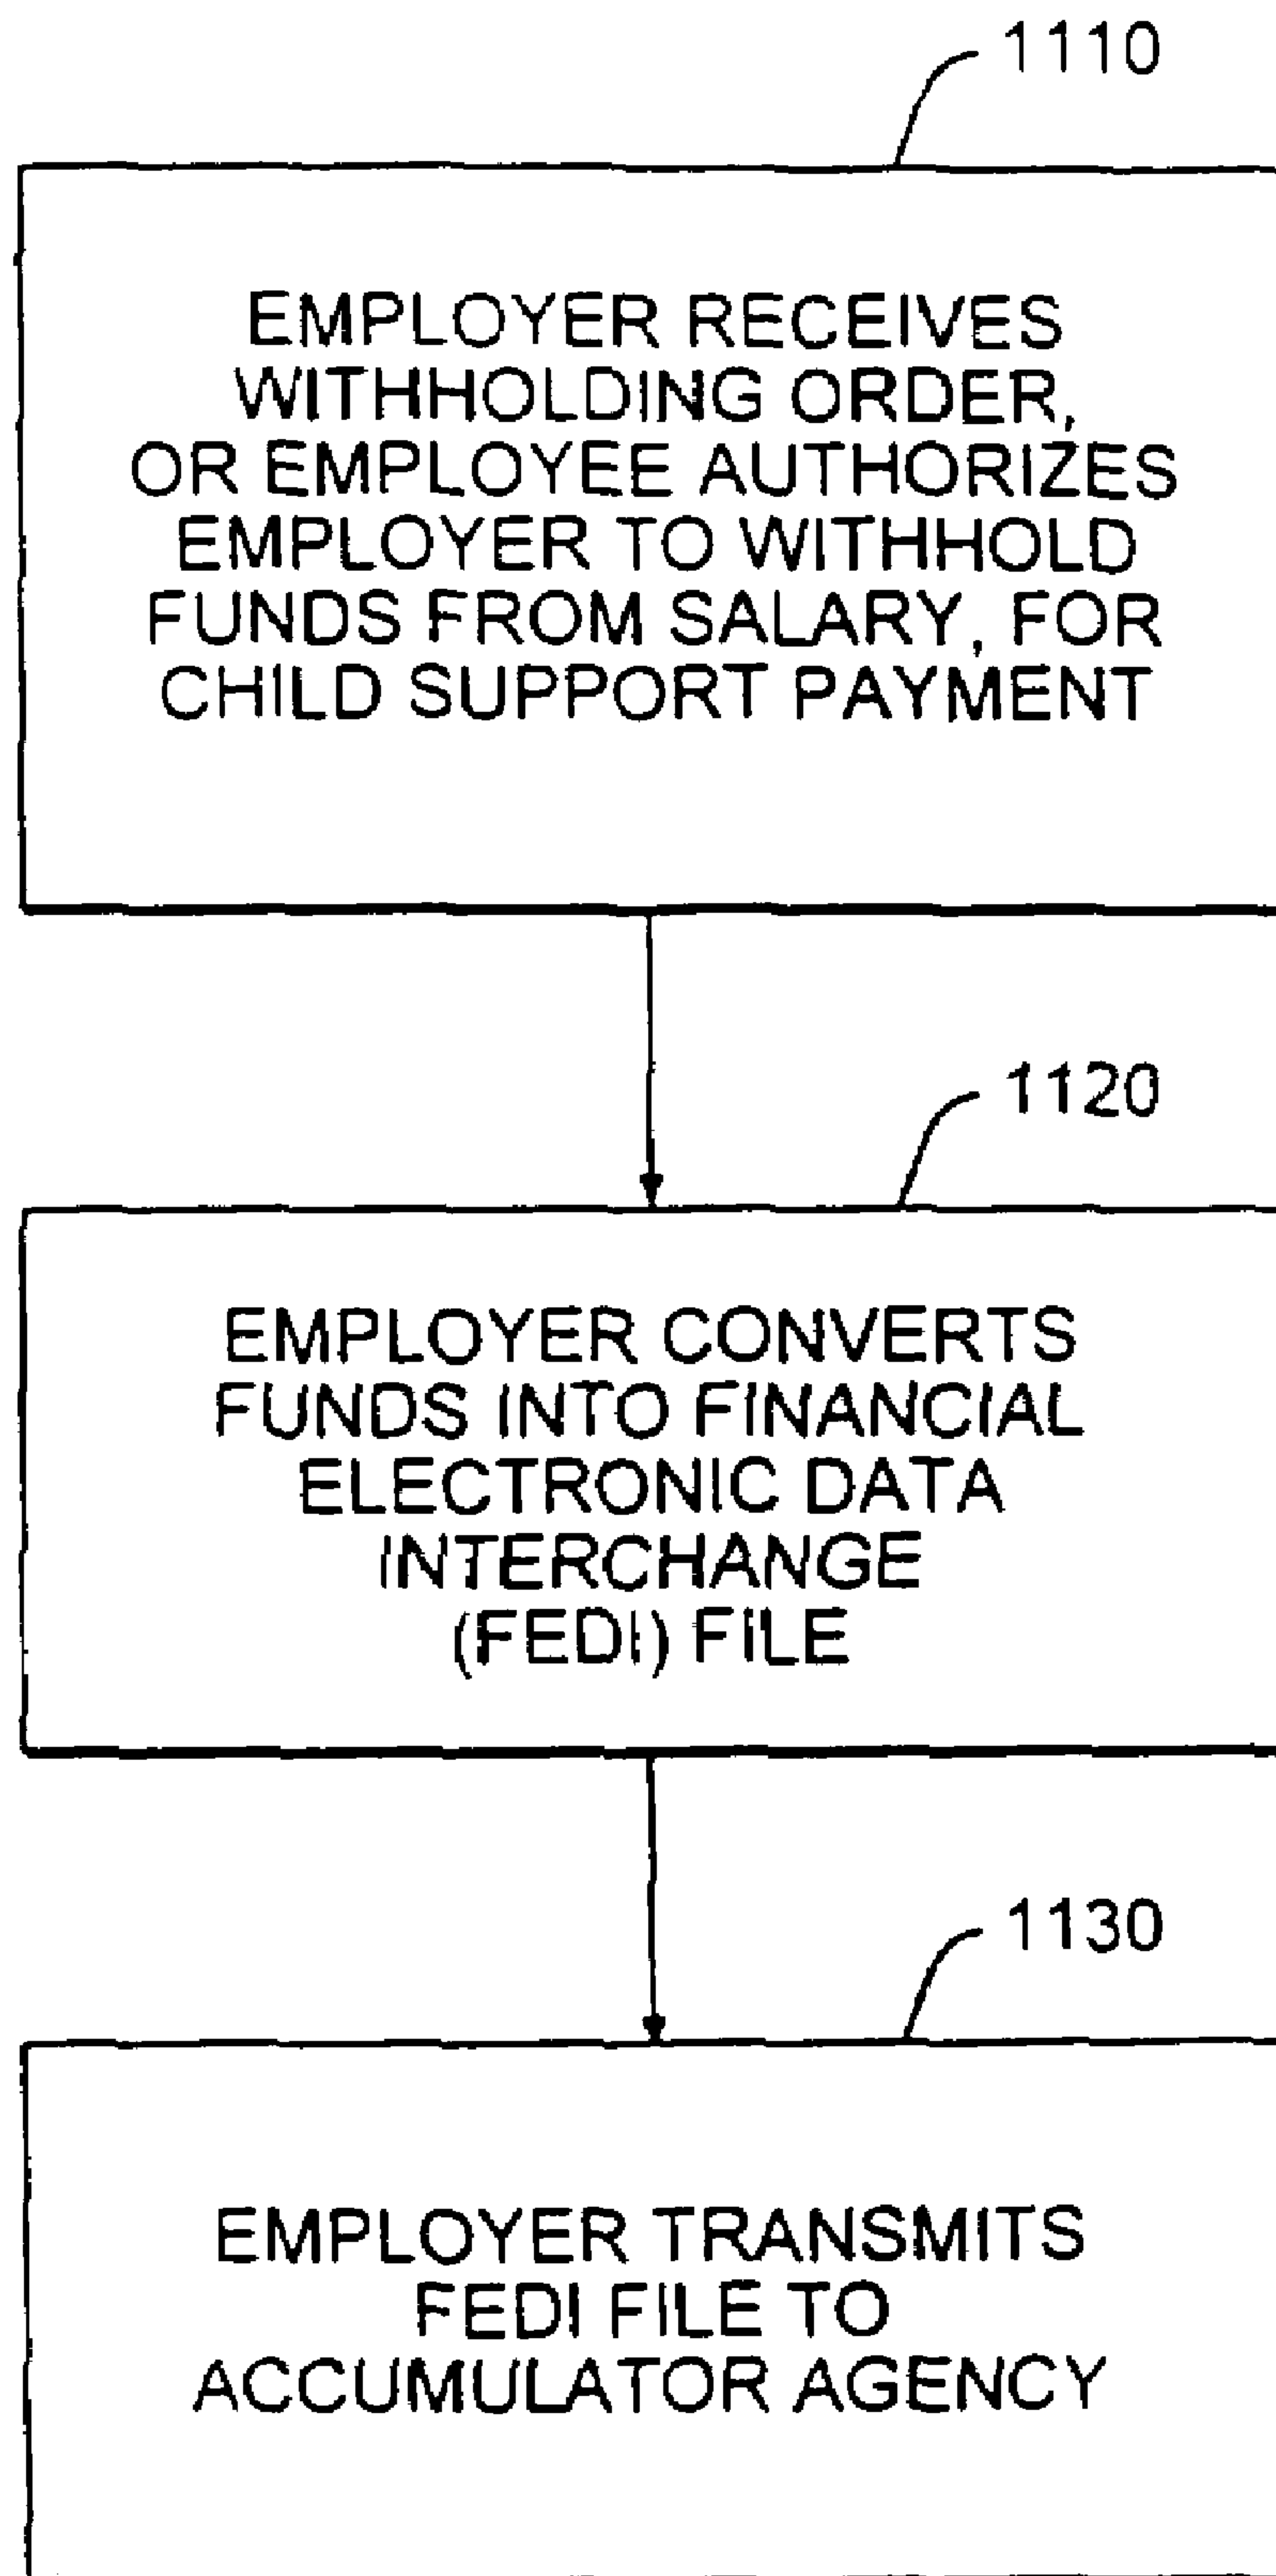 1110
EMPLOYER RECEIVES
WITHHOLDING ORDER,
OR EMPLOYEE AUTHORIZES
EMPLOYER TO WITHHOLD
FUNDS FROM SALARY, FOR
CHILD SUPPORT PAYMENT
1120
EMPLOYER CONVERTS
FUNDS INTO FINANCIAL
ELECTRONIC DATA
INTERCHANGE
(FEDI) FILE
1130
EMPLOYER TRANSMITS
FEDI FILE TO
ACCUMULATOR AGENCY